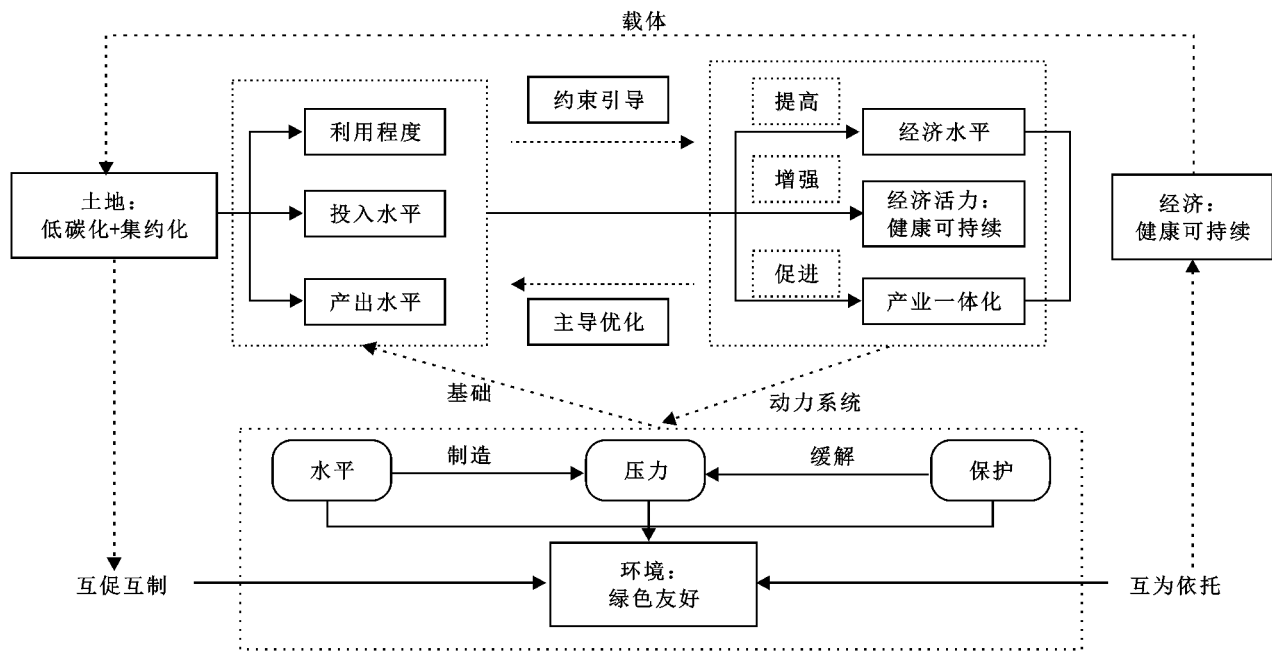 载体
约束引导
提高
利用程度
经济水平
增强
土地：
低碳化+集约化
投入水平
经济活力：
健康可持续
经济：
健康可持续
促进
产出水平
产业一体化
主导优化
基础
动力系统
水平
制造
压力
缓解
保护
互促互制
环境：
绿色友好
互为依托